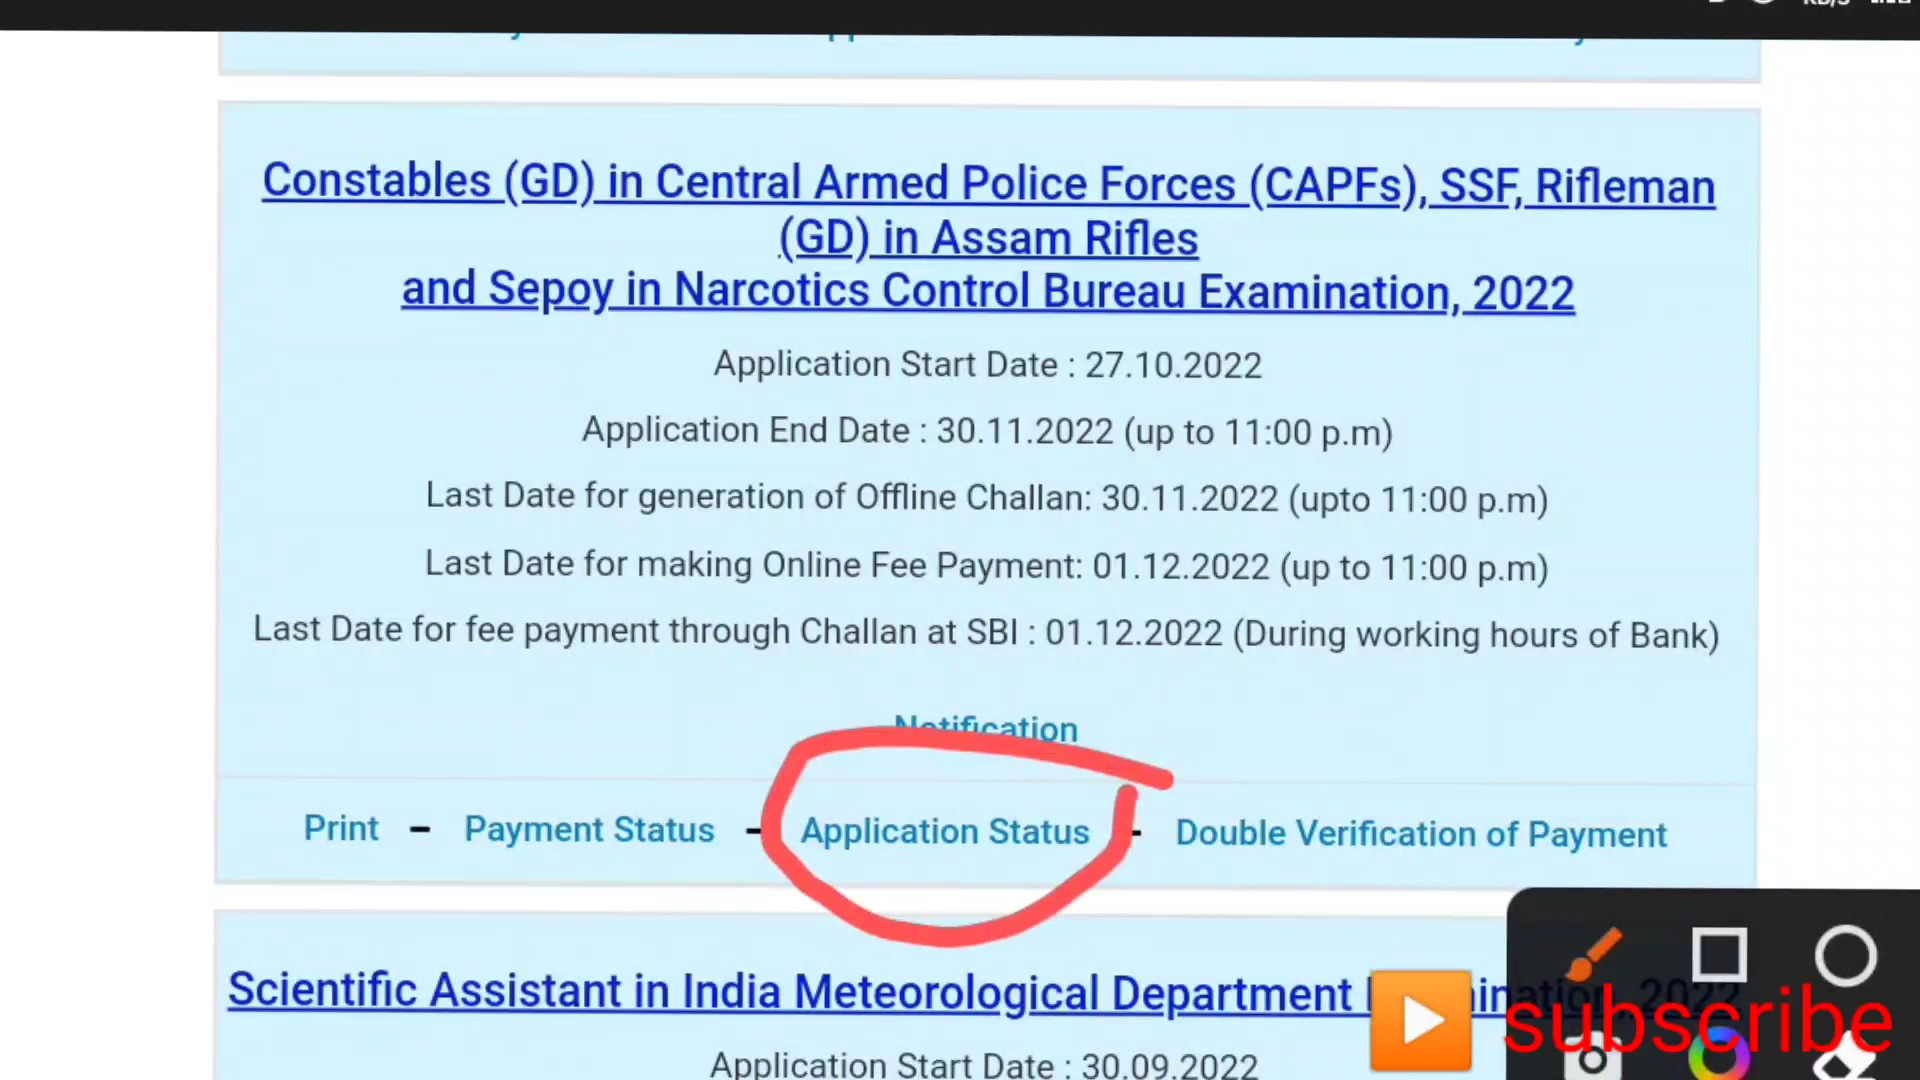 Constables (GD) in Central Armed Police Forces (CAPFs), SSF, Rifleman
(GD) in Assam Rifles
and Sepoy in Narcotics Control Bureau Examination, 2022
Application Start Date : 27.10.2022
Application End Date : 30.11.2022 (up to 11:00 p.m)
Last Date for generation of Offline Challan: 30.11.2022 (upto 11:00 p.m)
Last Date for making Online Fee Payment: 01.12.2022 (up to 11:00 p.m)
Last Date for fee payment through Challan at SBI : 01.12.2022 (During working hours of Bank)
Notification
Print - Payment Status - Application Status - Double Verification of Payment
Scientific Assistant in India Meteorological Department 2022
subscribe
Application Start Date : 30.09.2022